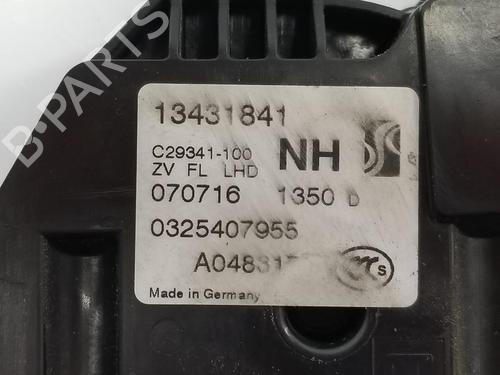 B-PARTS
13431841
C29341-100 NH
ZV FL LHD
070716 1350 D
0325407955
S
Made in Germany